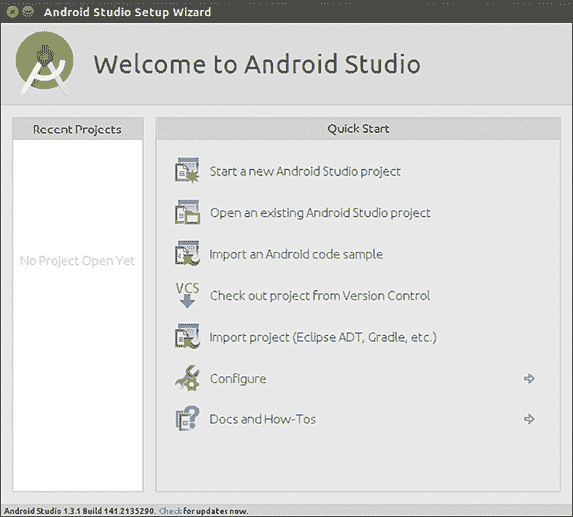 Android Studio Setup Wizard
Welcome to Android Studio
Recent Projects
No Project Open Yet
Quick Start
Start a new Android Studio project
Open an existing Android Studio project
Import an Android code sample
VCS
Check out project from Version Control
Import project (Eclipse ADT, Gradle, etc.)
Configure
Docs and How-Tos
Android Studio 1.3.1 Build 141.2135290. Check for updates now.